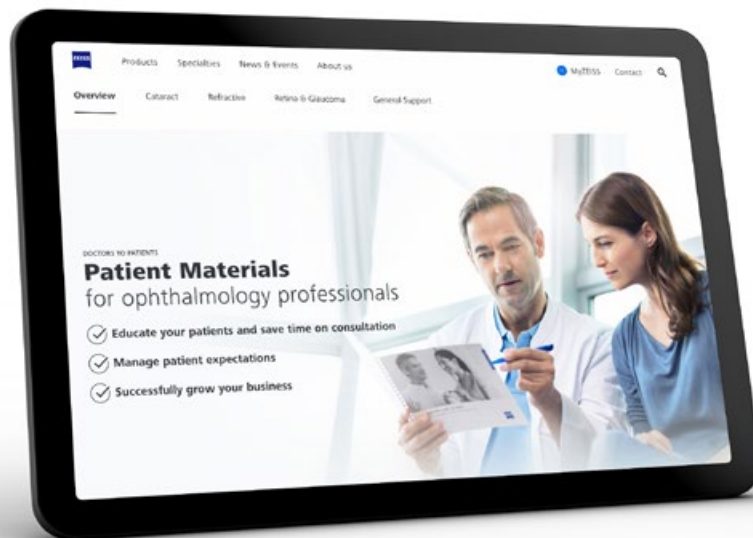 ZEISS
Products Specialties News & Events About us
MyZEISS Contact
Overview Cataract Refractive Retina & Glaucoma General Support
DOCTORS TO PATIENTS
Patient Materials
for ophthalmology professionals
Educate your patients and save time on consultation
Manage patient expectations
Successfully grow your business